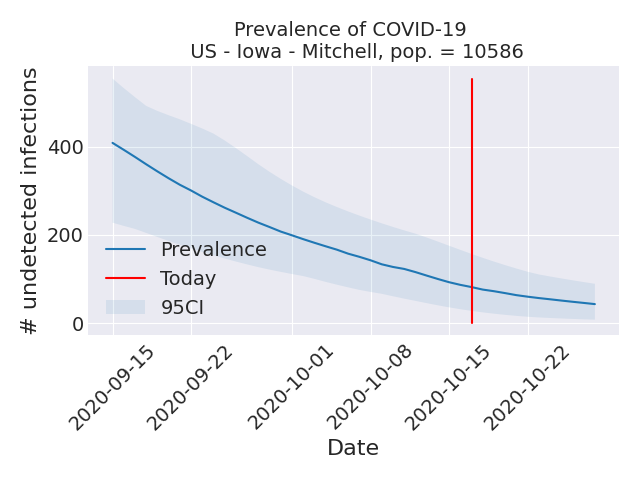 Prevalence of COVID-19
US - Iowa - Mitchell, pop. = 10586
# undetected infections
400
200
0
Prevalence
Today
95CI
2020-09-15
2020-09-22
2020-10-01
2020-10-08
2020-10-15
2020-10-22
Date